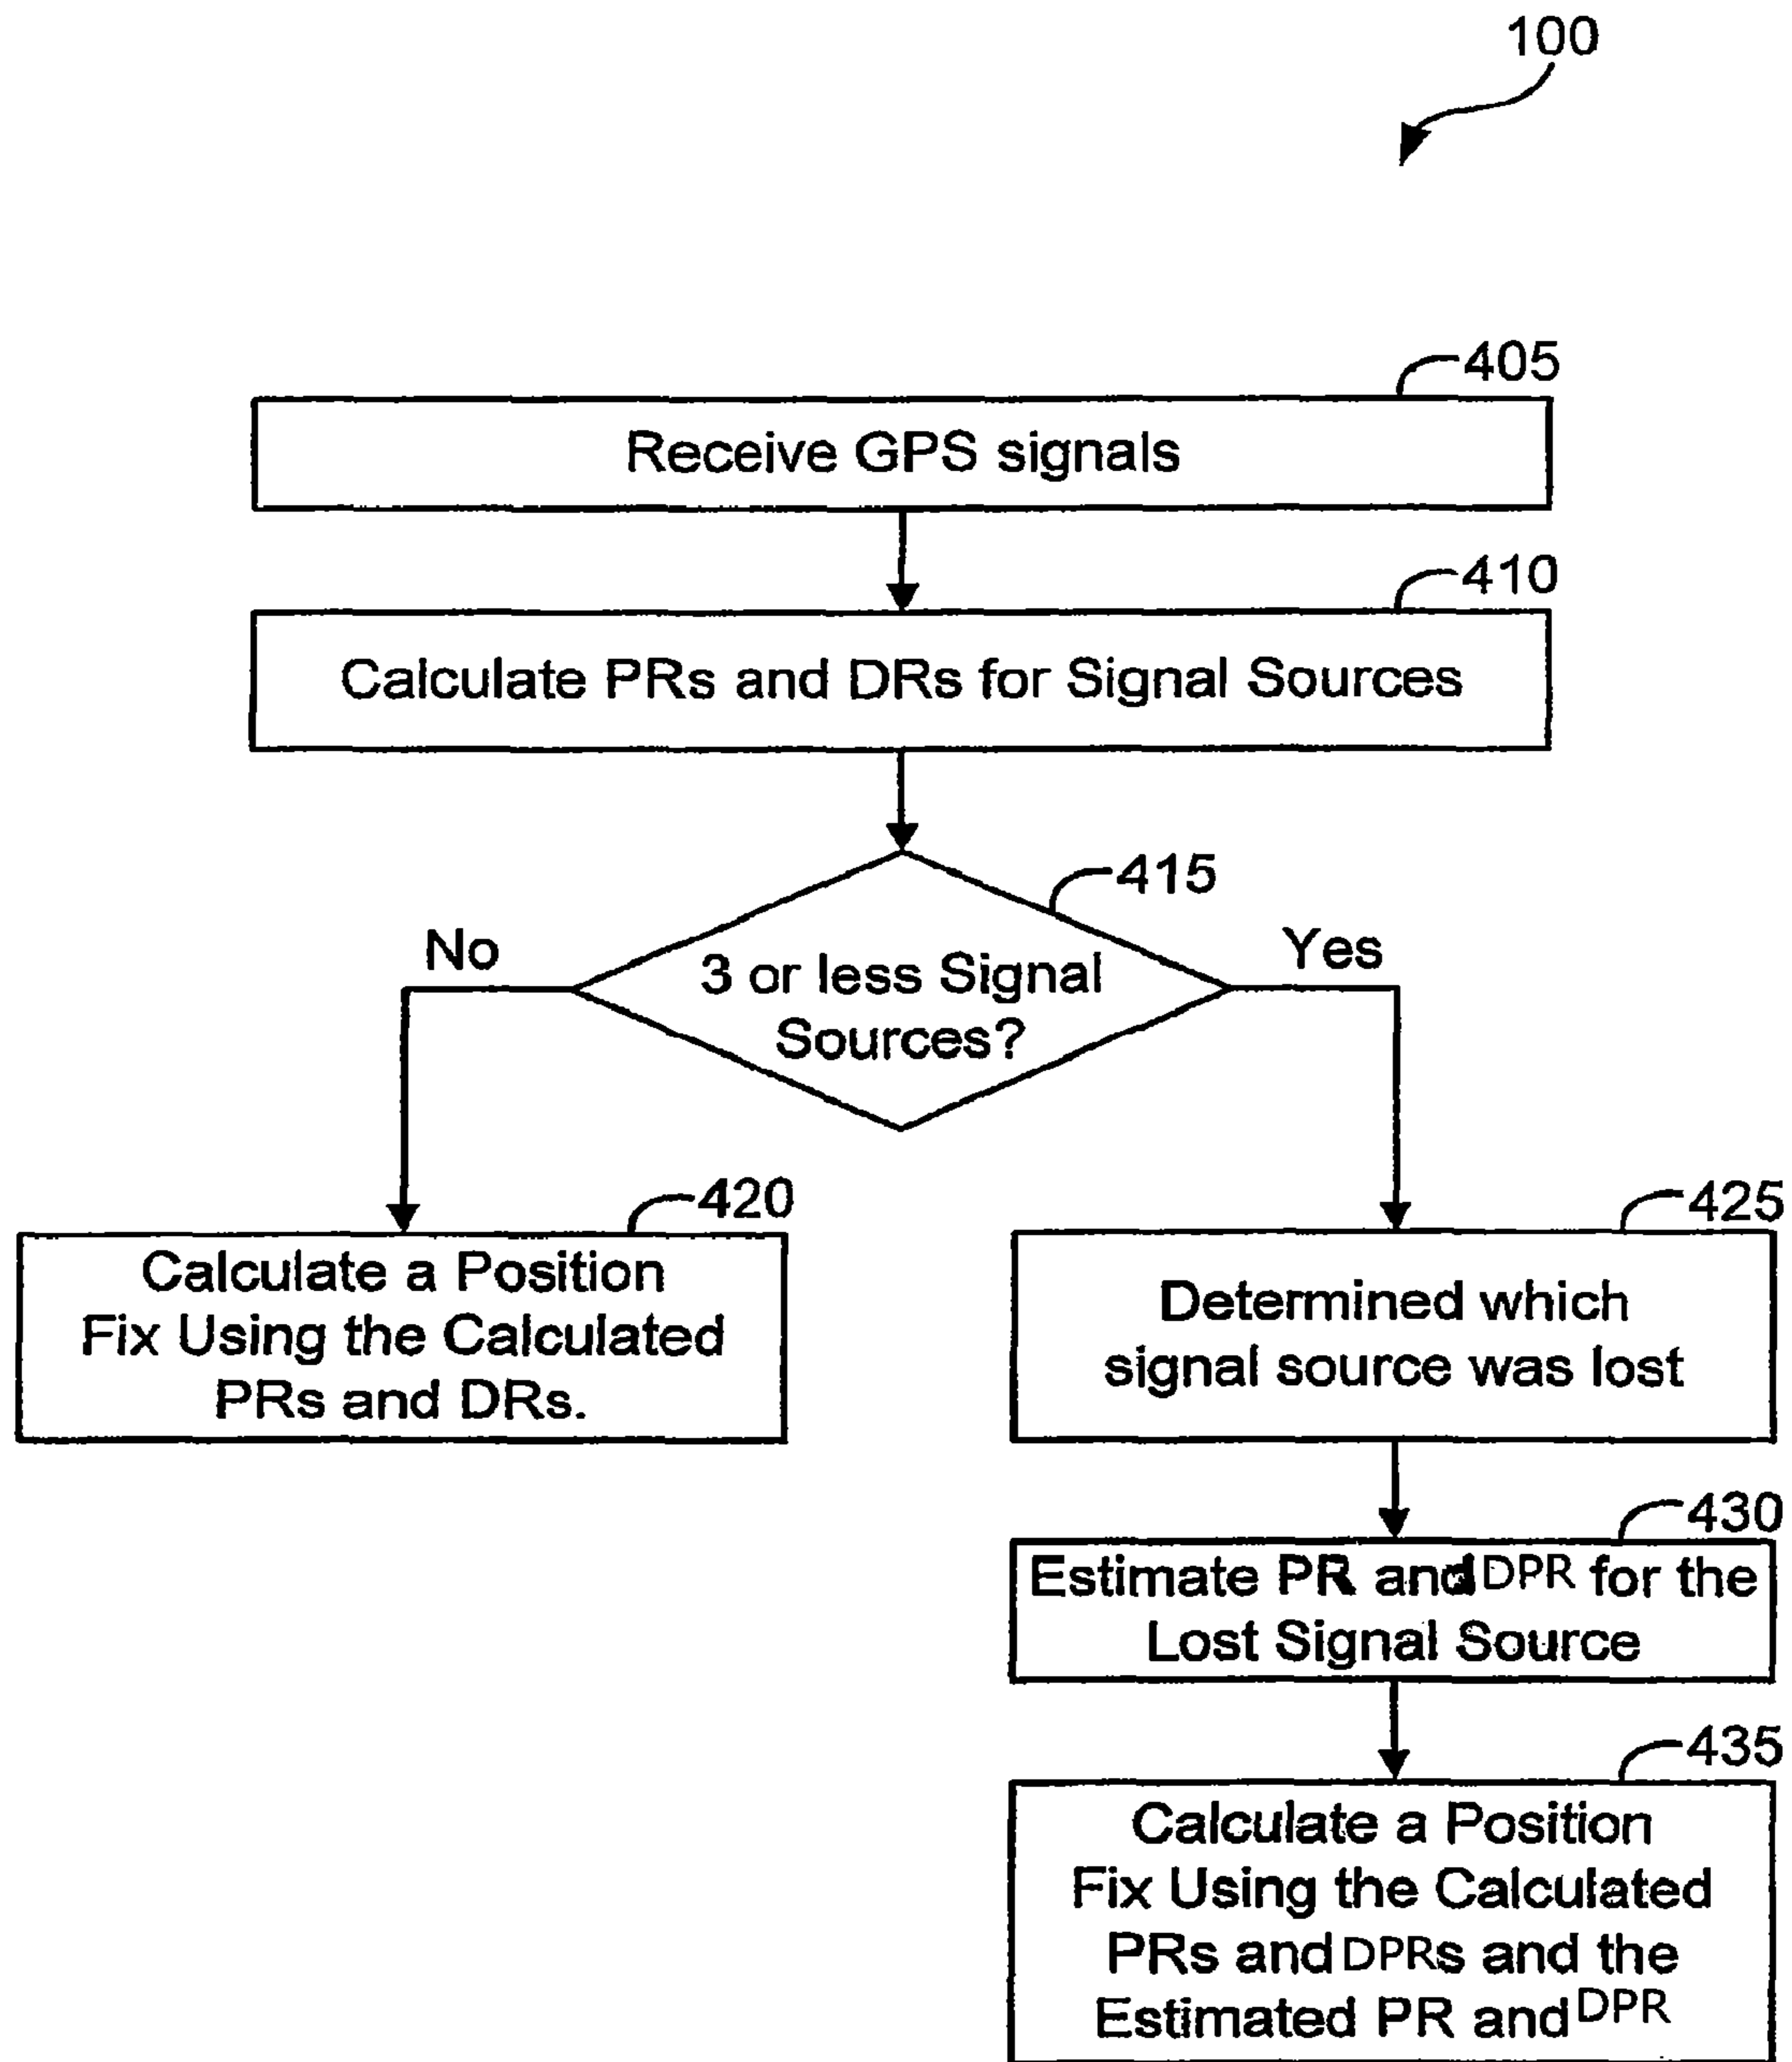 100
405
Receive GPS signals
410
Calculate PRs and DRs for Signal Sources
415
No
Yes
3 or less Signal
Sources?
420
Calculate a Position
Fix Using the Calculated
PRs and DRs.
425
Determined which
signal source was lost
430
Estimate PR and DPR for the
Lost Signal Source
435
Calculate a Position
Fix Using the Calculated
PRs and DPRs and the
Estimated PR and DPR